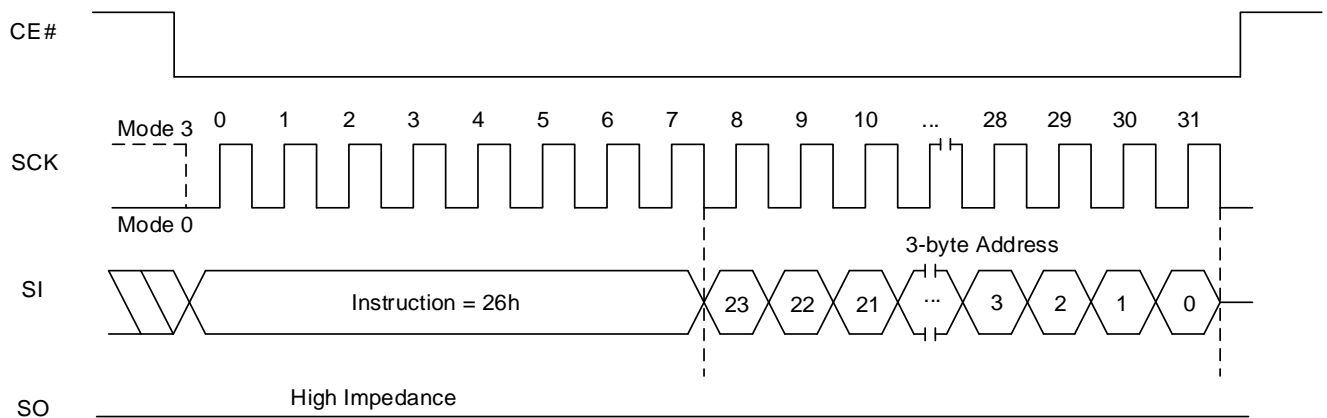 CE#
Mode 3 0 1 2 3 4 5 6 7 8 9 10 ... 28 29 30 31
SCK
Mode 0
3-byte Address
SI Instruction = 26h 23 22 21 ... 3 2 1 0
High Impedance
SO